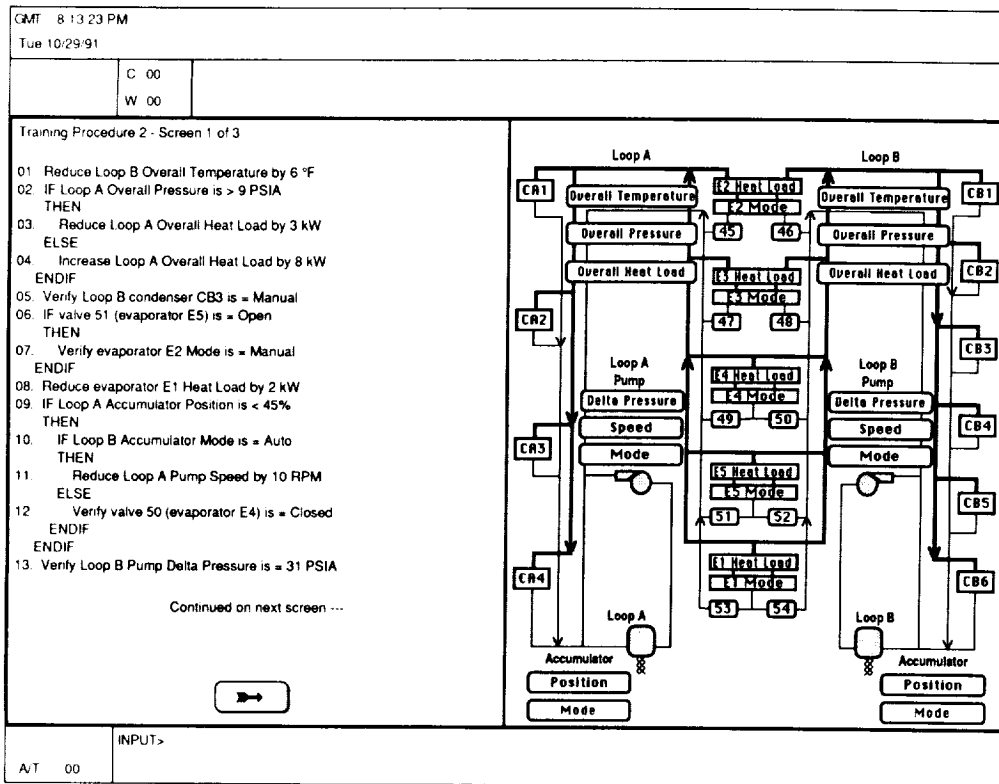 GMT 8 13 23 PM
Tue 10/29/91
C 00
W 00
Training Procedure 2 - Screen 1 of 3
01 Reduce Loop B Overall Temperature by 6 °F
02. IF Loop A Overall Pressure is > 9 PSIA
THEN
03. Reduce Loop A Overall Heat Load by 3 kW
ELSE
04. Increase Loop A Overall Heat Load by 8 kW
ENDIF
05. Verify Loop B condenser CB3 is = Manual
06. IF valve 51 (evaporator E5) is = Open
THEN
07. Verify evaporator E2 Mode is = Manual
ENDIF
08. Reduce evaporator E1 Heat Load by 2 kW
09. IF Loop A Accumulator Position is < 45%
THEN
10. IF Loop B Accumulator Mode is = Auto
THEN
11. Reduce Loop A Pump Speed by 10 RPM
ELSE
12 Verify valve 50 (evaporator E4) is = Closed
ENDIF
ENDIF
13. Verify Loop B Pump Delta Pressure is = 31 PSIA
Continued on next screen ---
Loop A
Loop B
CA1
Overall Temperature
E2 Heat Load
E2 Mode
Overall Temperature
CB1
Overall Pressure
45
46
Overall Pressure
Overall Heat Load
E3 Heat Load
E3 Mode
Overall Heat Load
CB2
CA2
47
48
CB3
Loop A
Pump
Delta Pressure
Speed
Mode
E4 Heat Load
E4 Mode
49
50
Loop B
Pump
Delta Pressure
Speed
Mode
CB4
CA3
E5 Heat Load
E5 Mode
51
52
CB5
CA4
E1 Heat Load
E1 Mode
53
54
CB6
Loop A
Accumulator
Position
Mode
Loop B
Accumulator
Position
Mode
INPUT>
A/T 00